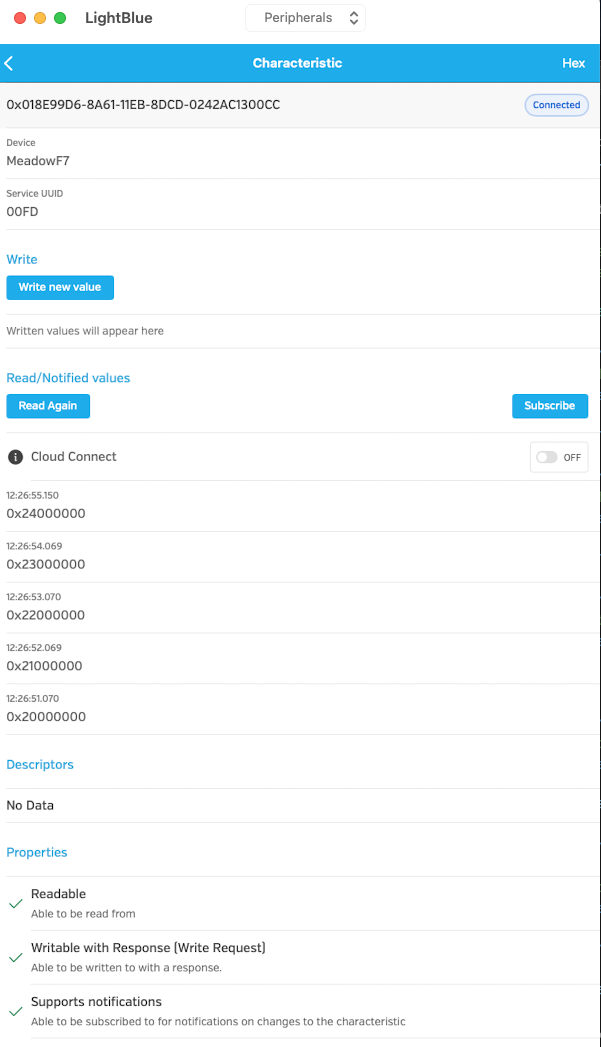 LightBlue
Peripherals
Characteristic
Hex
0x018E99D6-8A61-11EB-8DCD-0242AC1300CC
Connected
Device
MeadowF7
Service UUID
00FD
Write
Write new value
Written values will appear here
Read/Notified values
Read Again
Subscribe
Cloud Connect
OFF
12:26:55.150
0x24000000
12:26:54.069
0x23000000
12:26:53.070
0x22000000
12:26:52.069
0x21000000
12:26:51.070
0x20000000
Descriptors
No Data
Properties
Readable
Able to be read from
Writable with Response (Write Request)
Able to be written to with a response.
Supports notifications
Able to be subscribed to for notifications on changes to the characteristic